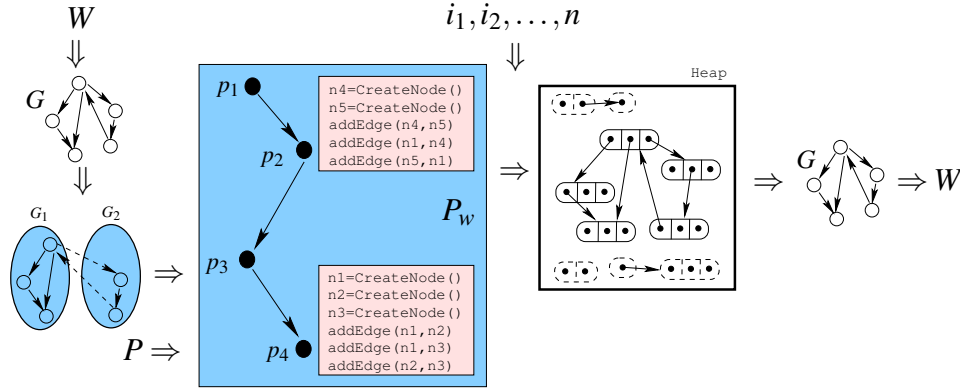 W
i₁, i₂, …, n
⇓
⇓
G
⇓
G₁ G₂
⇒
P ⇒
p₁
p₂
p₃
p₄
n4=CreateNode()
n5=CreateNode()
addEdge(n4,n5)
addEdge(n1,n4)
addEdge(n5,n1)
P_w
n1=CreateNode()
n2=CreateNode()
n3=CreateNode()
addEdge(n1,n2)
addEdge(n1,n3)
addEdge(n2,n3)
⇒
Heap
⇒
G
⇒ W